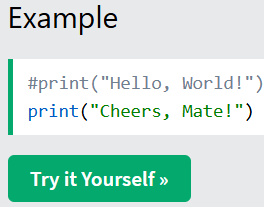 Example
#print("Hello, World!")
print("Cheers, Mate!")
Try it Yourself »